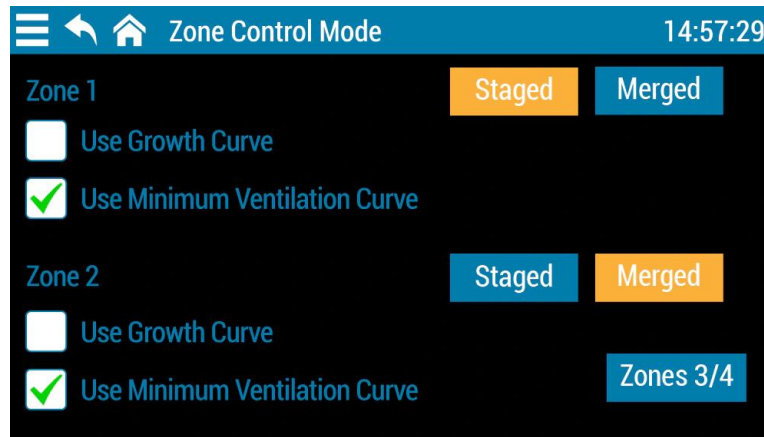 Zone Control Mode 14:57:29
Zone 1 Staged Merged
Use Growth Curve
Use Minimum Ventilation Curve
Zone 2 Staged Merged
Use Growth Curve
Use Minimum Ventilation Curve
Zones 3/4